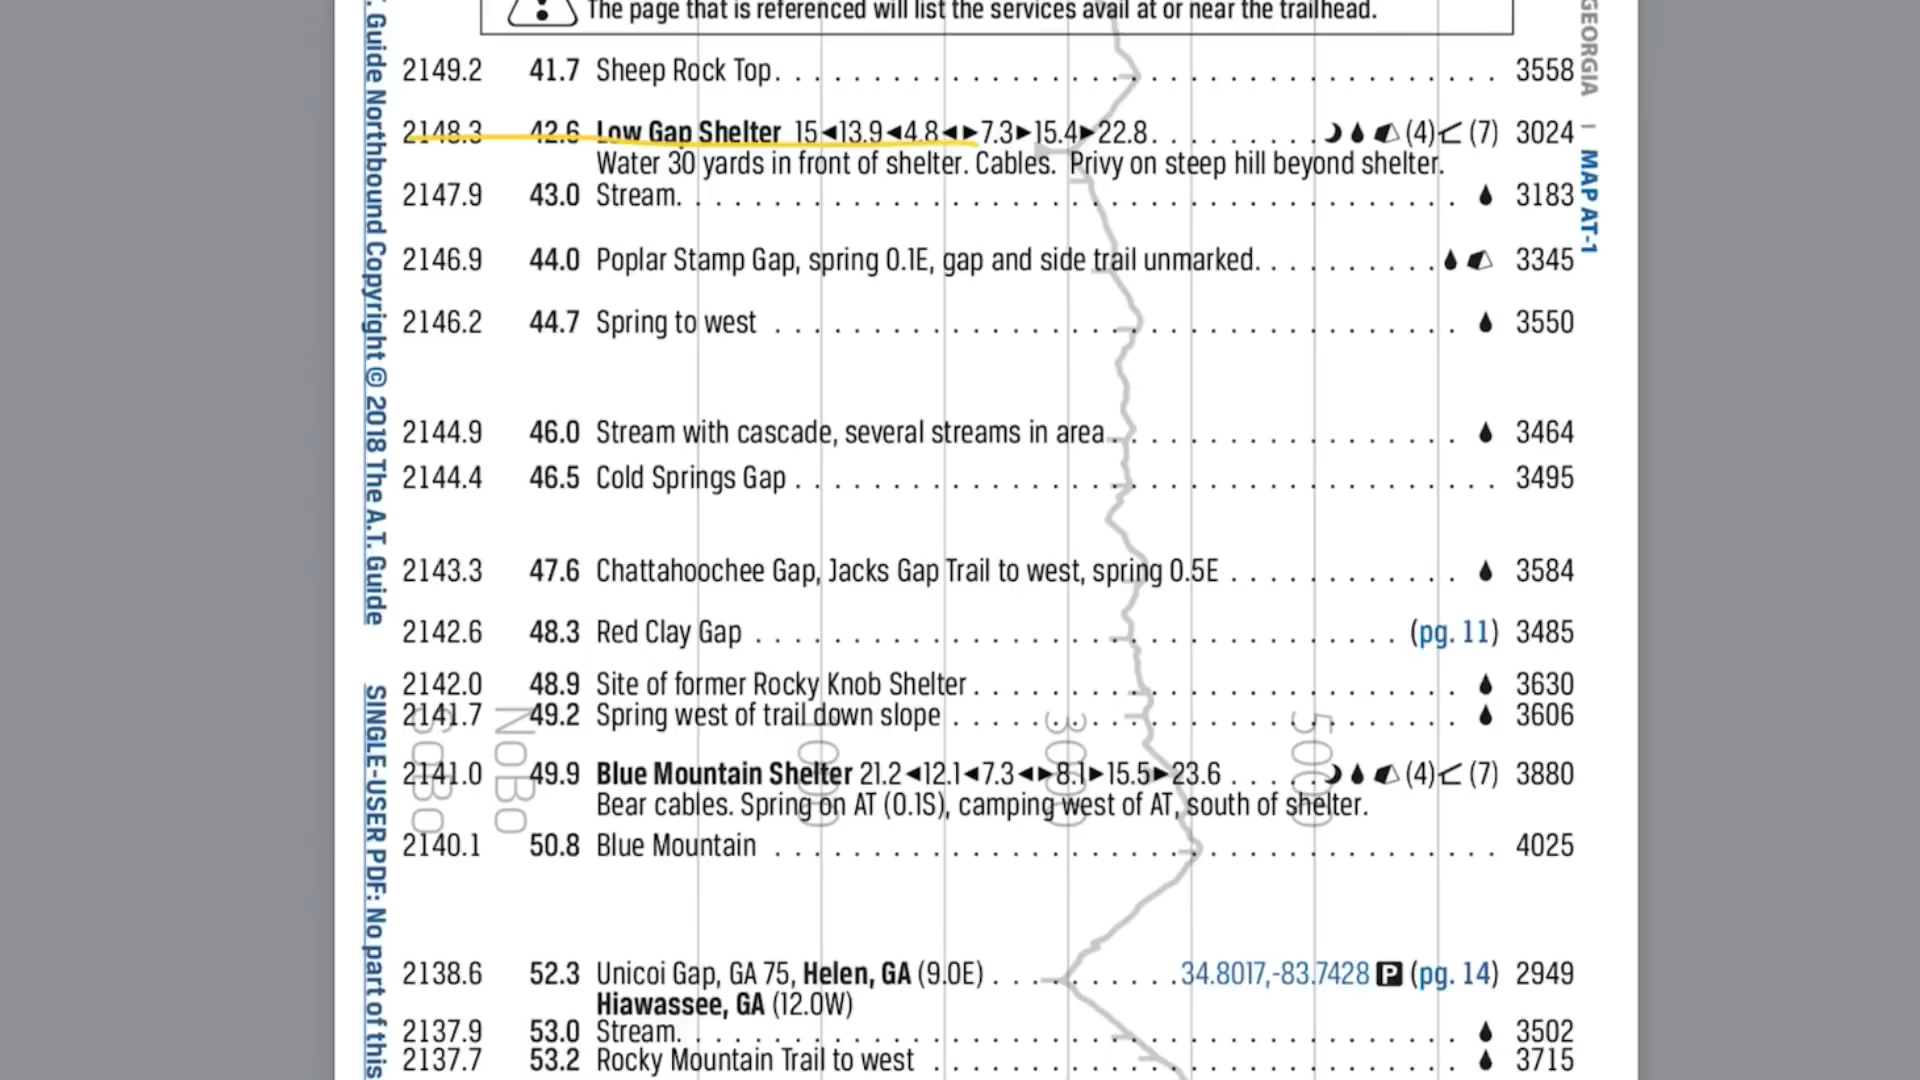 The page that is referenced will list the services avail at or near the trailhead.
2149.2 41.7 Sheep Rock Top. . . . . . . . . . . . . . . . . . . . . . . . . . . . . . . . . . . 3558
2148.3 42.6 Low Gap Shelter 15◄13.9◄4.8◄►7.3►15.4►22.8. . . . . . . . . (4) (7) 3024
Water 30 yards in front of shelter. Cables. Privy on steep hill beyond shelter.
2147.9 43.0 Stream. . . . . . . . . . . . . . . . . . . . . . . . . . . . . . . . . . . . . 3183
2146.9 44.0 Poplar Stamp Gap, spring 0.1E, gap and side trail unmarked. . . . . . . . . . 3345
2146.2 44.7 Spring to west . . . . . . . . . . . . . . . . . . . . . . . . . . . . . . . . . 3550
2144.9 46.0 Stream with cascade, several streams in area. . . . . . . . . . . . . . . . . 3464
2144.4 46.5 Cold Springs Gap . . . . . . . . . . . . . . . . . . . . . . . . . . . . . . . . . . 3495
2143.3 47.6 Chattahoochee Gap, Jacks Gap Trail to west, spring 0.5E . . . . . . . . . . . 3584
2142.6 48.3 Red Clay Gap . . . . . . . . . . . . . . . . . . . . . . . . . . . . . . . (pg. 11) 3485
2142.0 48.9 Site of former Rocky Knob Shelter. . . . . . . . . . . . . . . . . . . . . . . . 3630
2141.7 49.2 Spring west of trail down slope . . . . . . . . . . . . . . . . . . . . . . . . . 3606
2141.0 49.9 Blue Mountain Shelter 21.2◄12.1◄7.3◄►8.1►15.5►23.6 . . . . . (4) (7) 3880
Bear cables. Spring on AT (0.1S), camping west of AT, south of shelter.
2140.1 50.8 Blue Mountain . . . . . . . . . . . . . . . . . . . . . . . . . . . . . . . . . . . 4025
2138.6 52.3 Unicoi Gap, GA 75, Helen, GA (9.0E) . . . . . . . . . . 34.8017,-83.7428 P (pg. 14) 2949
Hiawassee, GA (12.0W)
2137.9 53.0 Stream. . . . . . . . . . . . . . . . . . . . . . . . . . . . . . . . . . . . . 3502
2137.7 53.2 Rocky Mountain Trail to west . . . . . . . . . . . . . . . . . . . . . . . . . . 3715
SoBo
NoBo
1000
3000
5000
Guide Northbound Copyright © 2018 The A.T. Guide
SINGLE-USER PDF: No part of this
GEORGIA | MAP AT-1